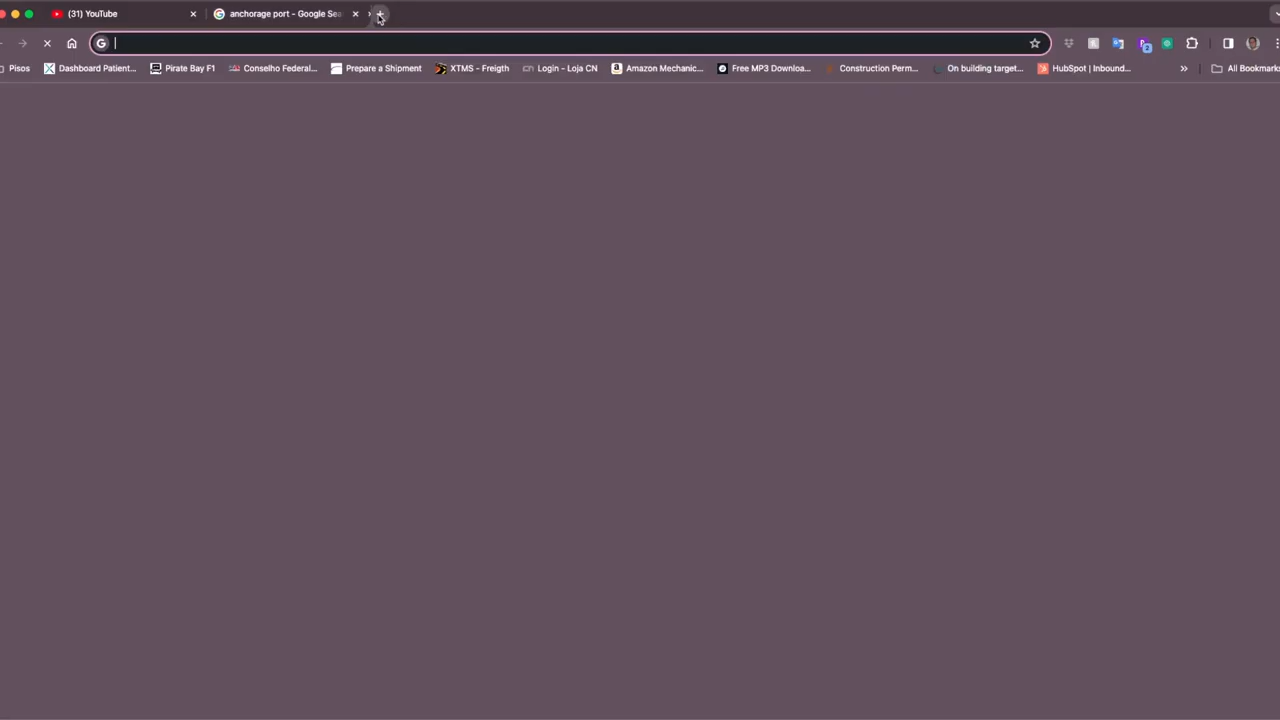 (31) YouTube
anchorage port - Google Sea
Pisos
Dashboard Patient...
Pirate Bay F1
Conselho Federal...
Prepare a Shipment
XTMS - Freigth
Login - Loja CN
Amazon Mechanic...
Free MP3 Downloa...
Construction Perm...
On building target...
HubSpot | Inbound...
»
All Bookmarks